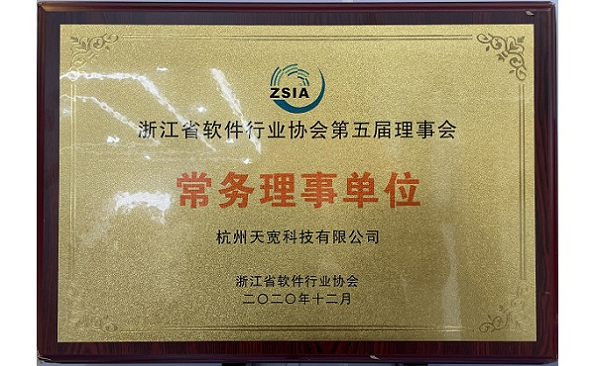 ZSIA
浙江省软件行业协会第五届理事会
常务理事单位
杭州天宽科技有限公司
浙江省软件行业协会
二〇二〇年十二月